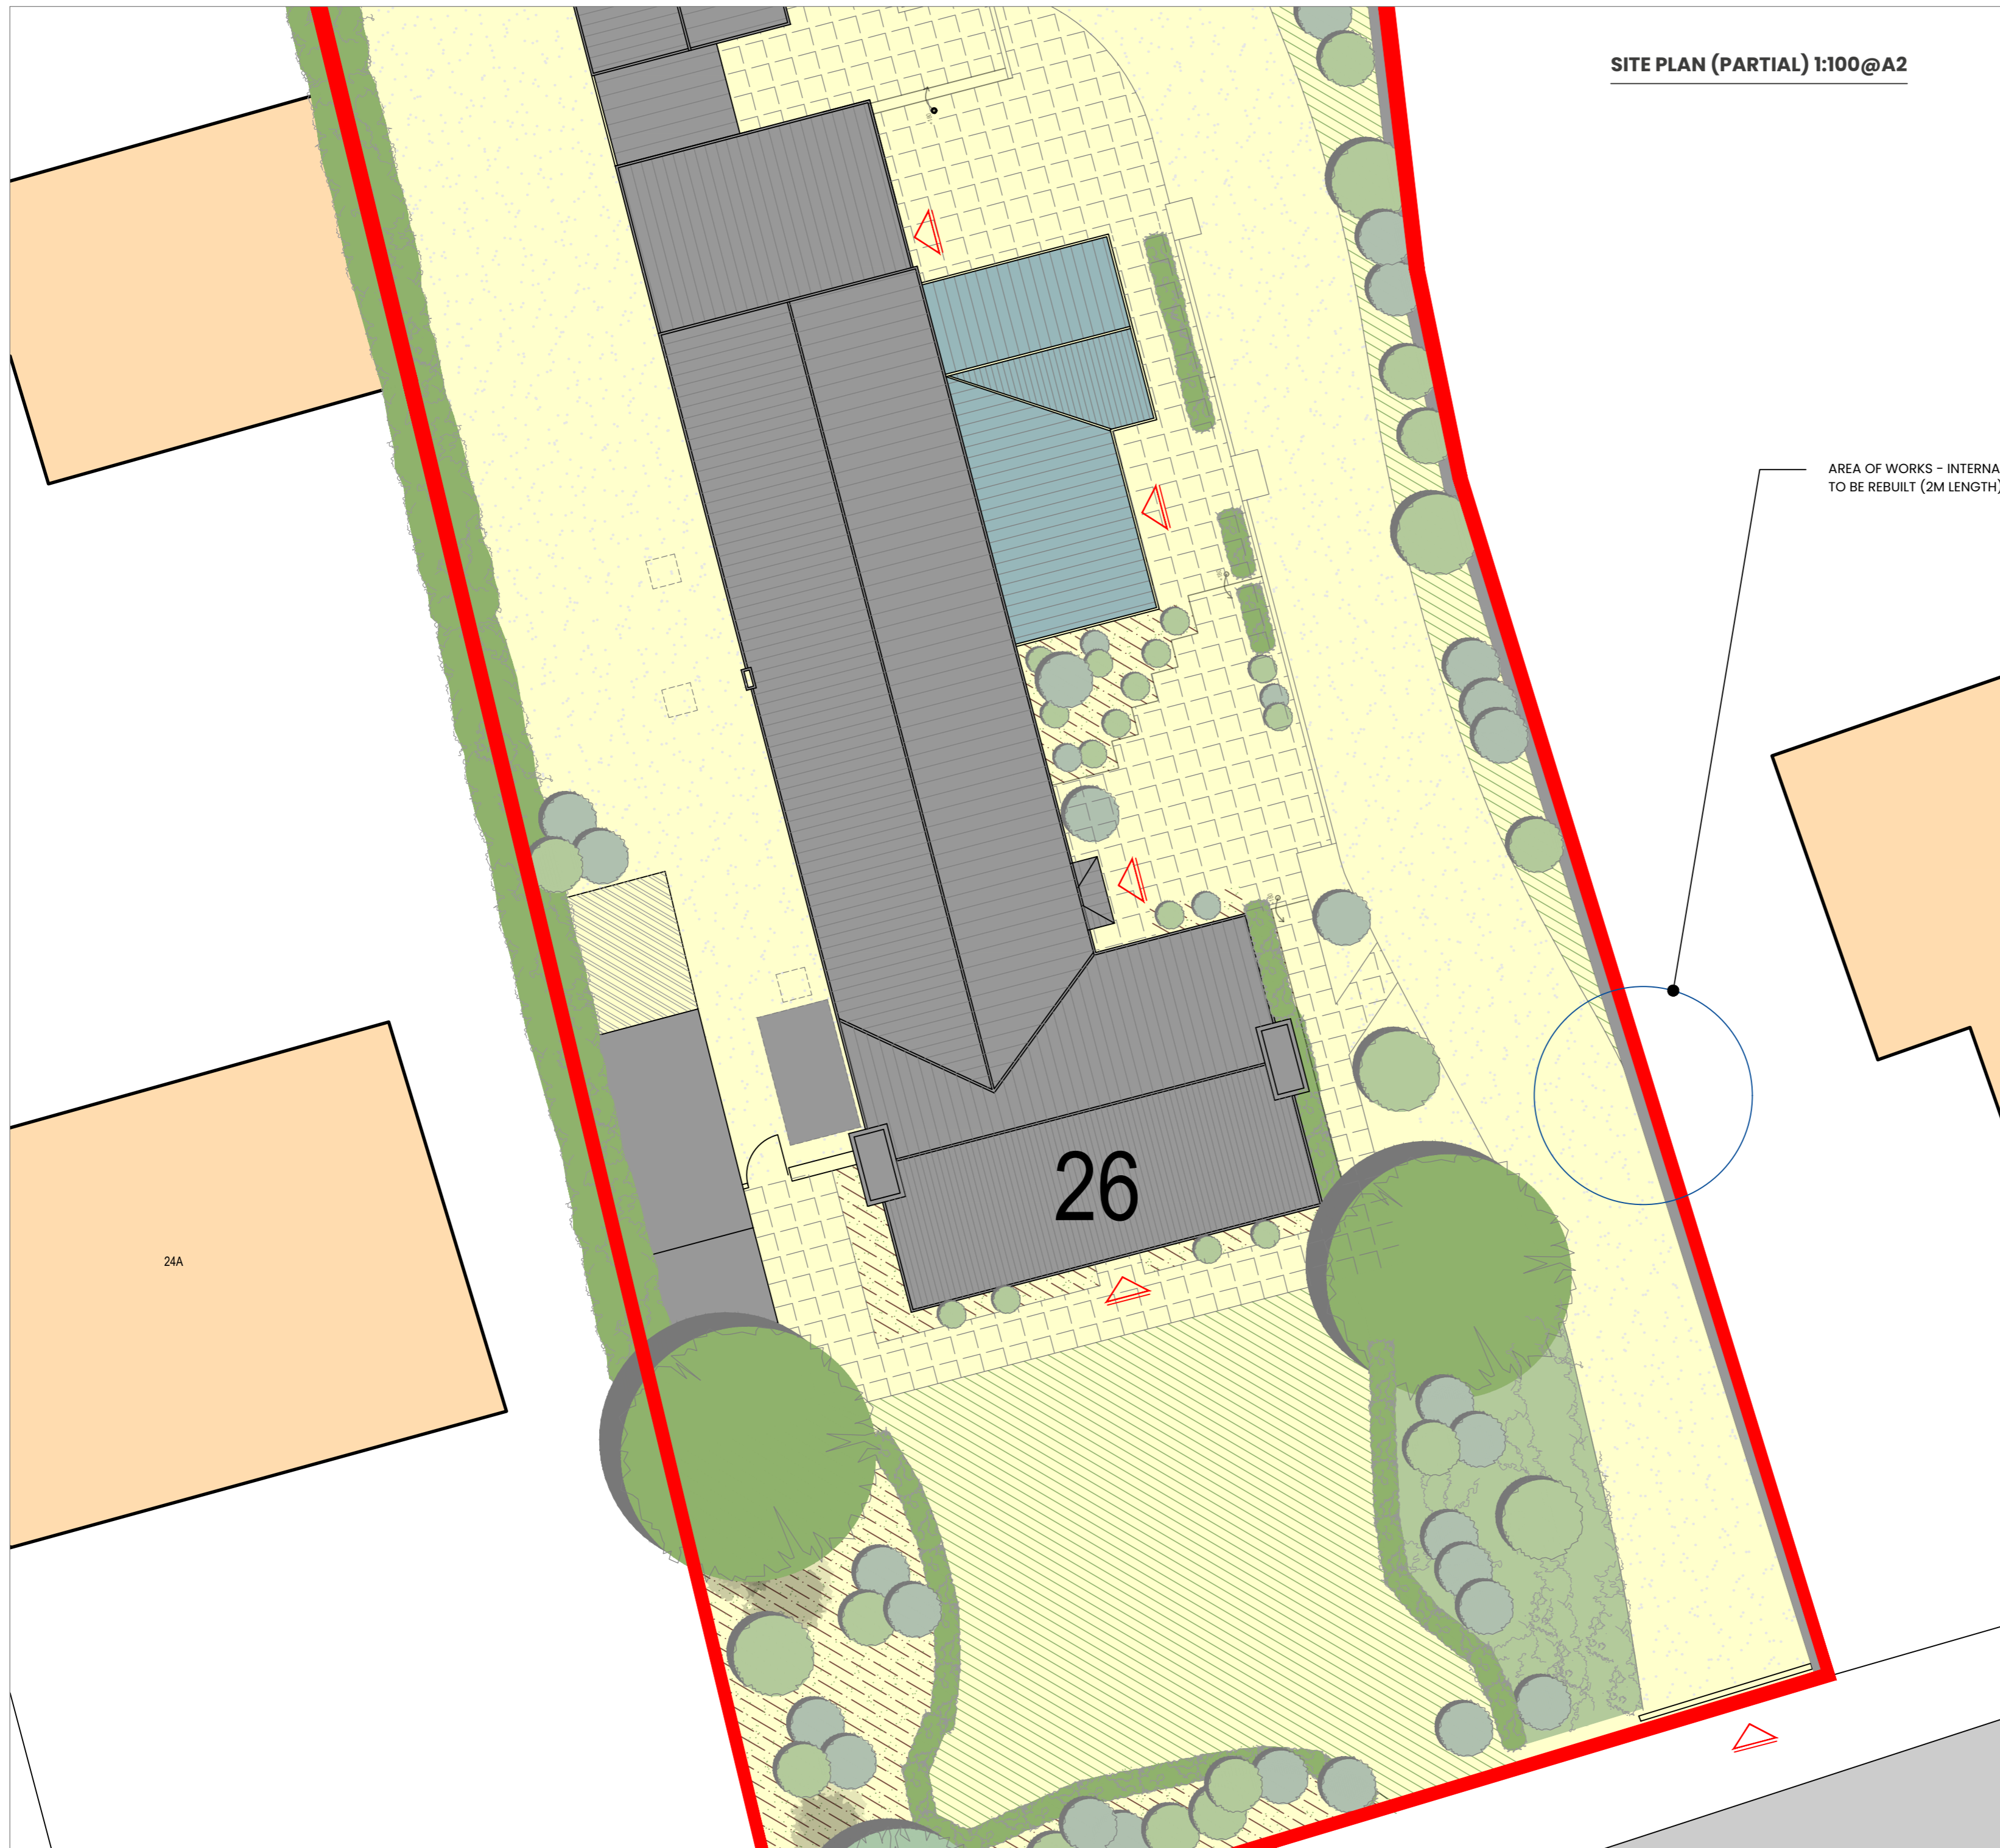 SITE PLAN (PARTIAL) 1:100@A2
AREA OF WORKS - INTERNA
TO BE REBUILT (2M LENGTH)
26
24A